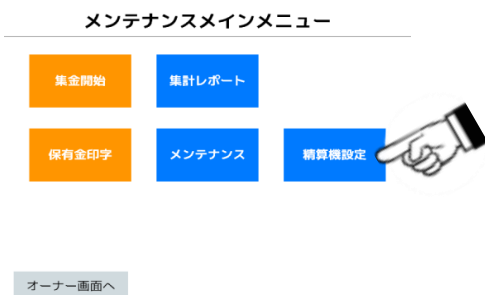 メンテナンスメインメニュー
集金開始
集計レポート
保有金印字
メンテナンス
精算機設定
オーナー画面へ